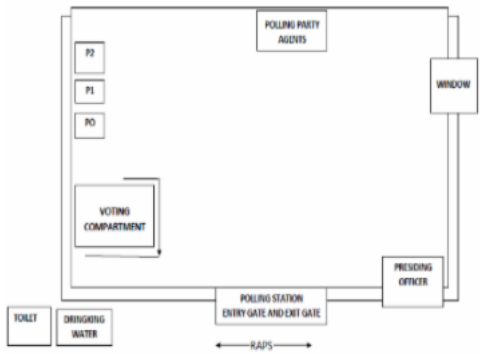 POLLING PARTY
AGENTS
P2
P1
PO
WINDOW
VOTING
COMPARTMENT
PRESIDING
OFFICER
POLLING STATION
ENTRY GATE AND EXIT GATE
TOILET
DRINGKING
WATER
RAPS